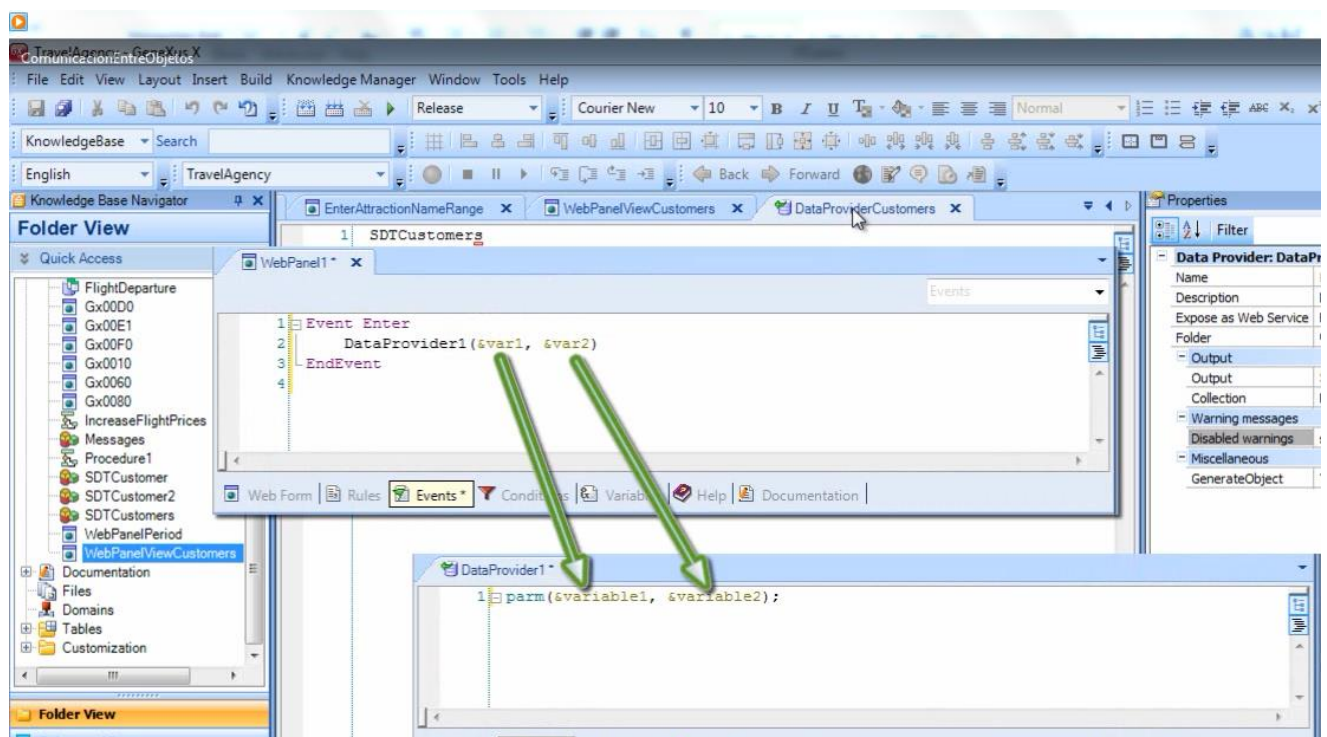 TravelAgency - GeneXus X
ComunicacionEntreObjetos
File Edit View Layout Insert Build Knowledge Manager Window Tools Help
Release Courier New 10 B I U Normal ABC
KnowledgeBase Search
English TravelAgency Back Forward
Knowledge Base Navigator
EnterAttractionNameRange WebPanelViewCustomers DataProviderCustomers
Properties
Folder View
1 SDTCustomers
Filter
Quick Access
WebPanel1 *
Data Provider: DataPr
FlightDeparture
Gx00D0
Gx00E1
Gx00F0
Gx0010
Gx0060
Gx0080
IncreaseFlightPrices
Messages
Procedure1
SDTCustomer
SDTCustomer2
SDTCustomers
WebPanelPeriod
WebPanelViewCustomers
Documentation
Files
Domains
Tables
Customization
Folder View
Events
1 Event Enter
2 DataProvider1(&var1, &var2)
3 EndEvent
4
Web Form Rules Events * Help Documentation
DataProvider1 *
1 parm(&variable1, &variable2);
Name
Description
Expose as Web Service
Folder
Output
Output
Collection
Warning messages
Disabled warnings
Miscellaneous
GenerateObject